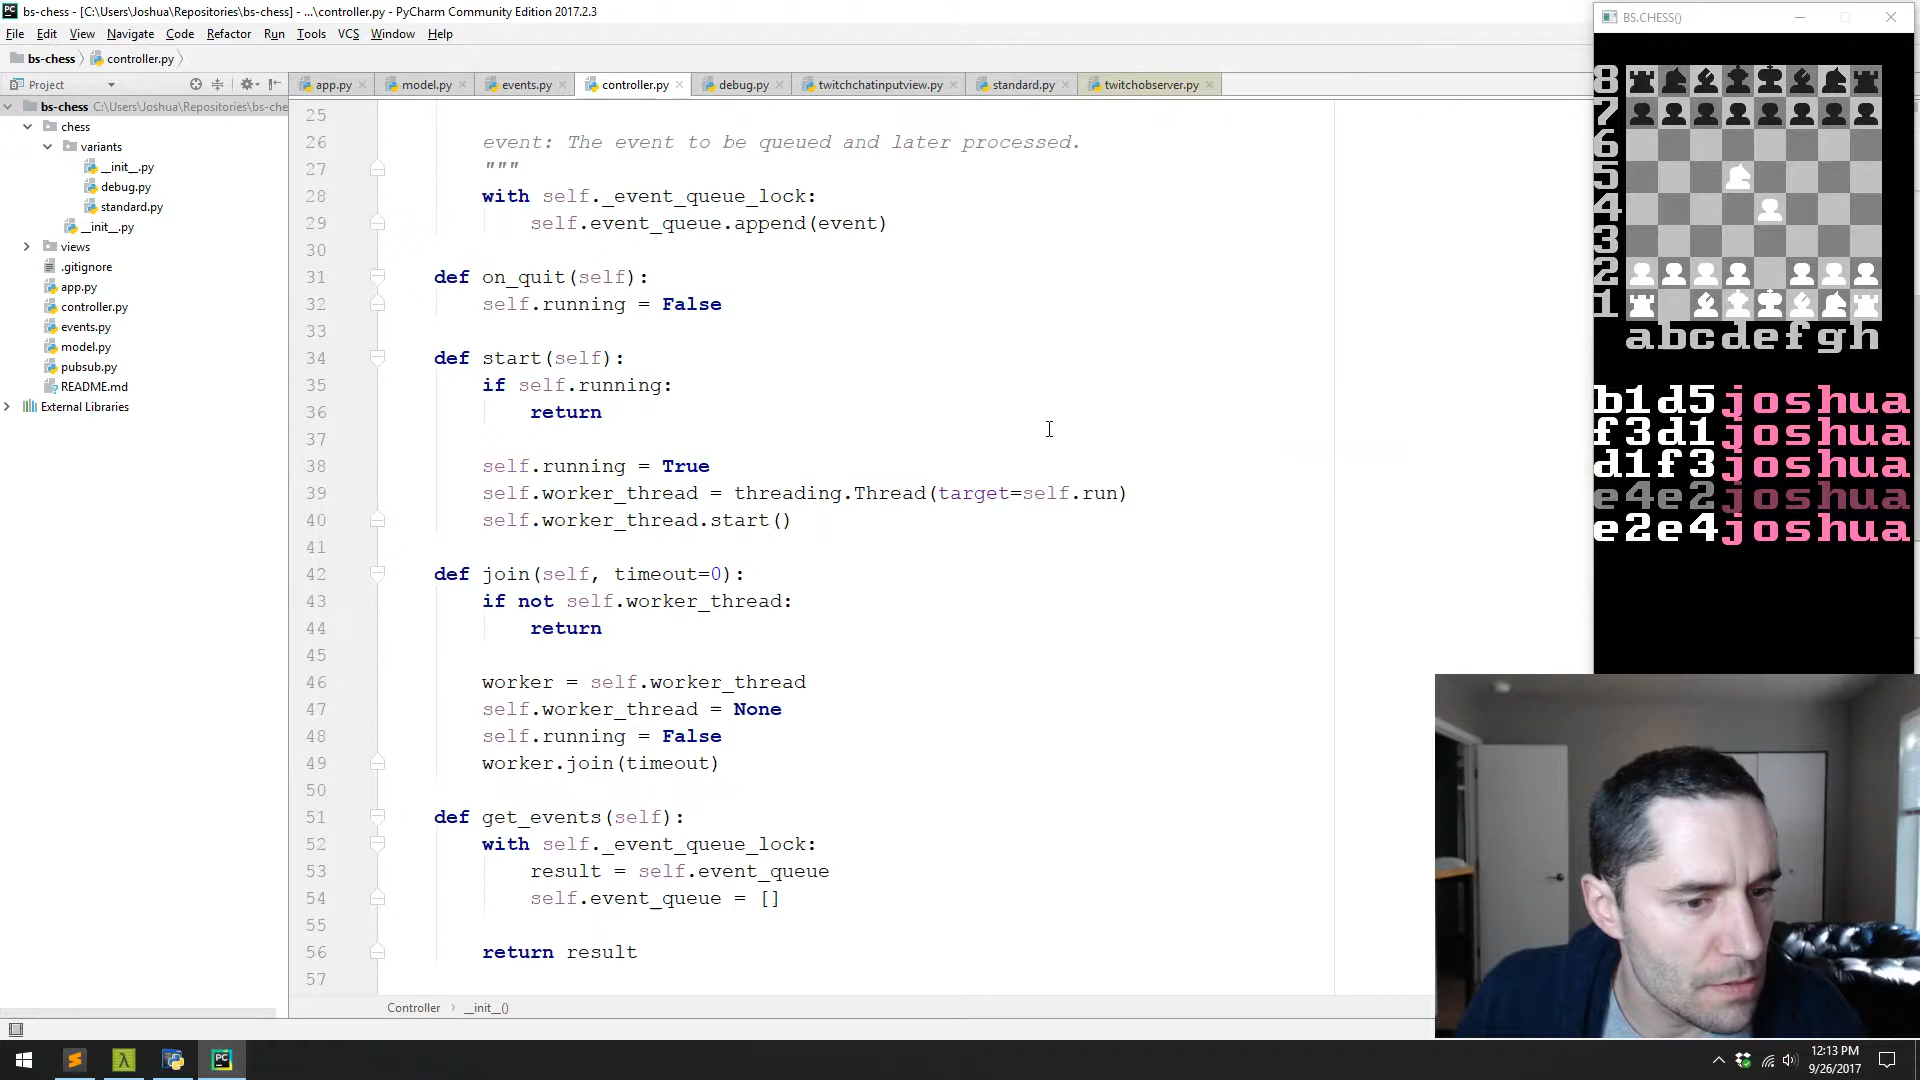 bs-chess - [C:\Users\Joshua\Repositories\bs-chess] - ...\controller.py - PyCharm Community Edition 2017.2.3
File Edit View Navigate Code Refactor Run Tools VCS Window Help
bs-chess controller.py
Project
app.py model.py events.py controller.py debug.py twitchchatinputview.py standard.py twitchobserver.py
bs-chess C:\Users\Joshua\Repositories\bs-che
chess
variants
__init__.py
debug.py
standard.py
__init__.py
views
.gitignore
app.py
controller.py
events.py
model.py
pubsub.py
README.md
External Libraries
25
26 event: The event to be queued and later processed.
27 """
28 with self._event_queue_lock:
29 self.event_queue.append(event)
30
31 def on_quit(self):
32 self.running = False
33
34 def start(self):
35 if self.running:
36 return
37
38 self.running = True
39 self.worker_thread = threading.Thread(target=self.run)
40 self.worker_thread.start()
41
42 def join(self, timeout=0):
43 if not self.worker_thread:
44 return
45
46 worker = self.worker_thread
47 self.worker_thread = None
48 self.running = False
49 worker.join(timeout)
50
51 def get_events(self):
52 with self._event_queue_lock:
53 result = self.event_queue
54 self.event_queue = []
55
56 return result
57
Controller __init__()
BS.CHESS()
8
7
6
5
4
3
2
1
abcdefgh
b1d5joshua
f3d1joshua
d1f3joshua
e4e2joshua
e2e4joshua
12:13 PM
9/26/2017